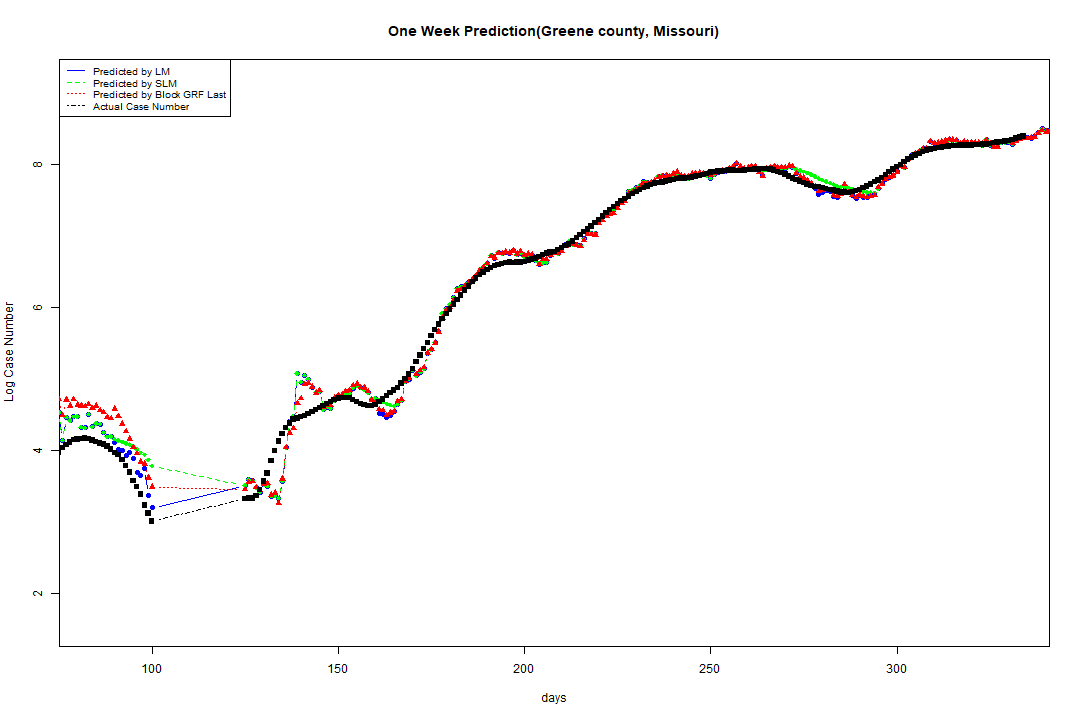 One Week Prediction(Greene county, Missouri)
Predicted by LM
Predicted by SLM
Predicted by Block GRF Last
Actual Case Number
Log Case Number
8
6
4
2
100 150 200 250 300
days